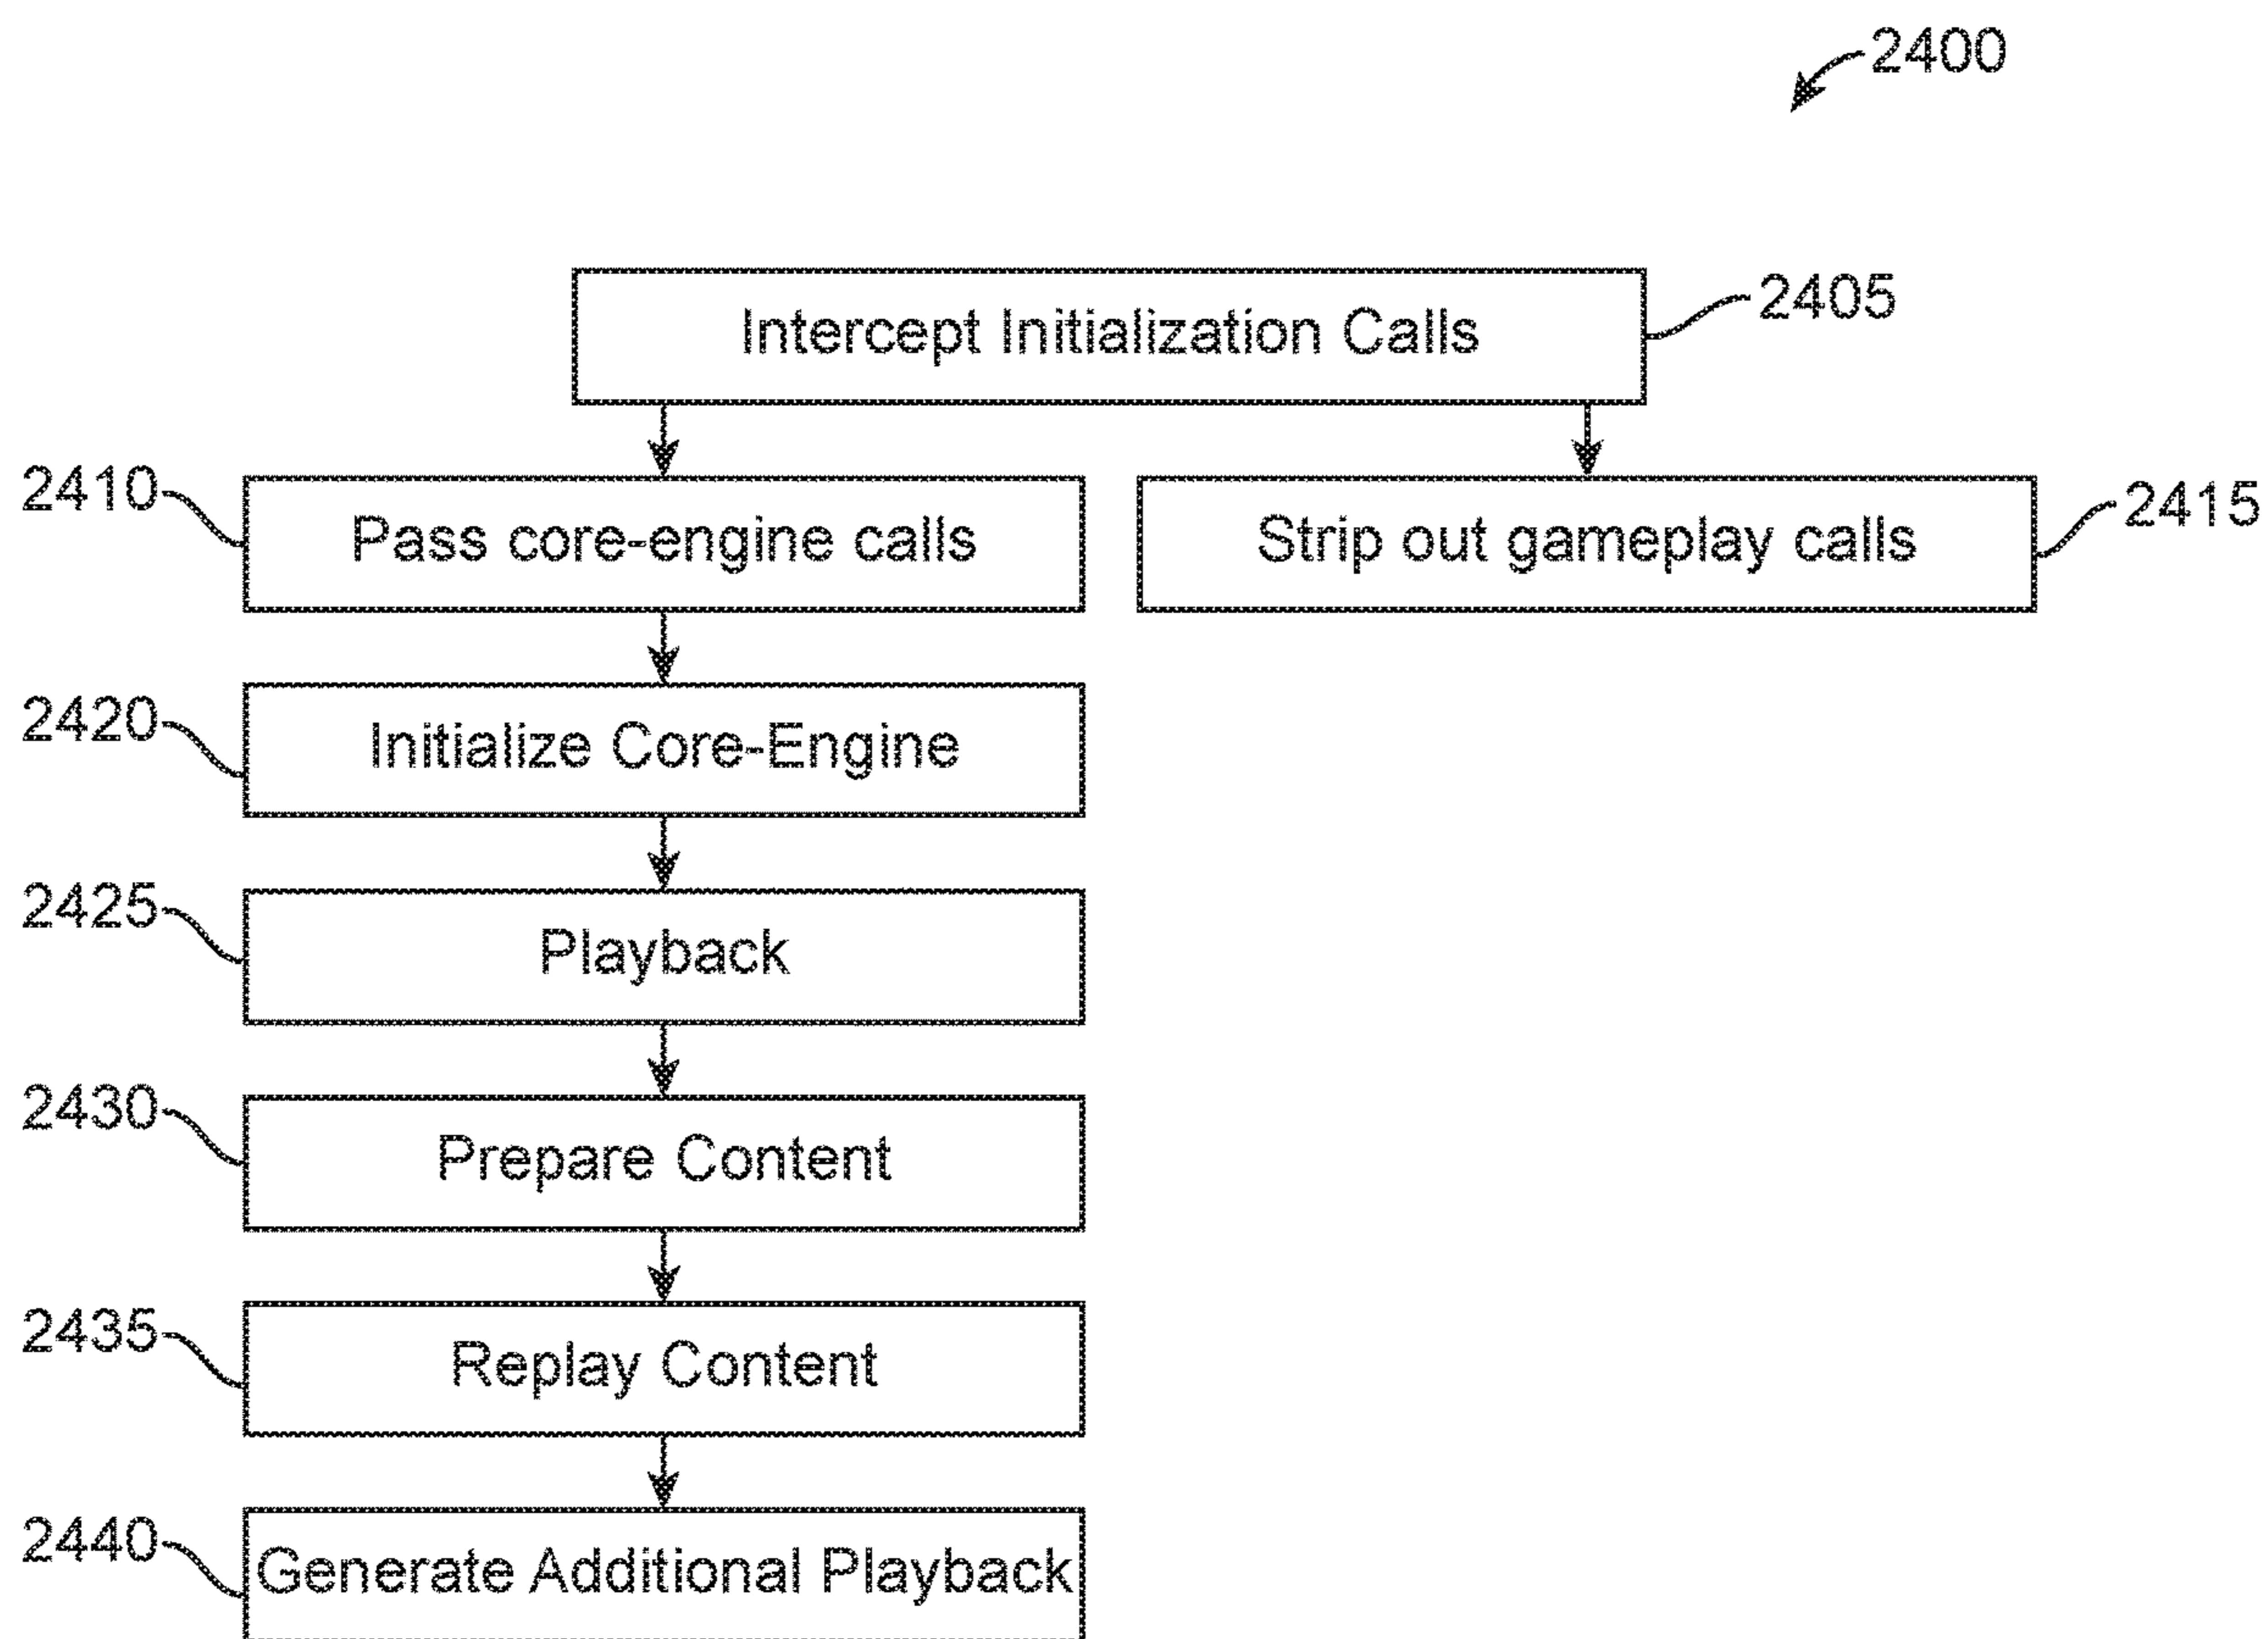 2400
Intercept Initialization Calls
2405
2410
Pass core-engine calls
Strip out gameplay calls
2415
2420
Initialize Core-Engine
2425
Playback
2430
Prepare Content
2435
Replay Content
2440
Generate Additional Playback